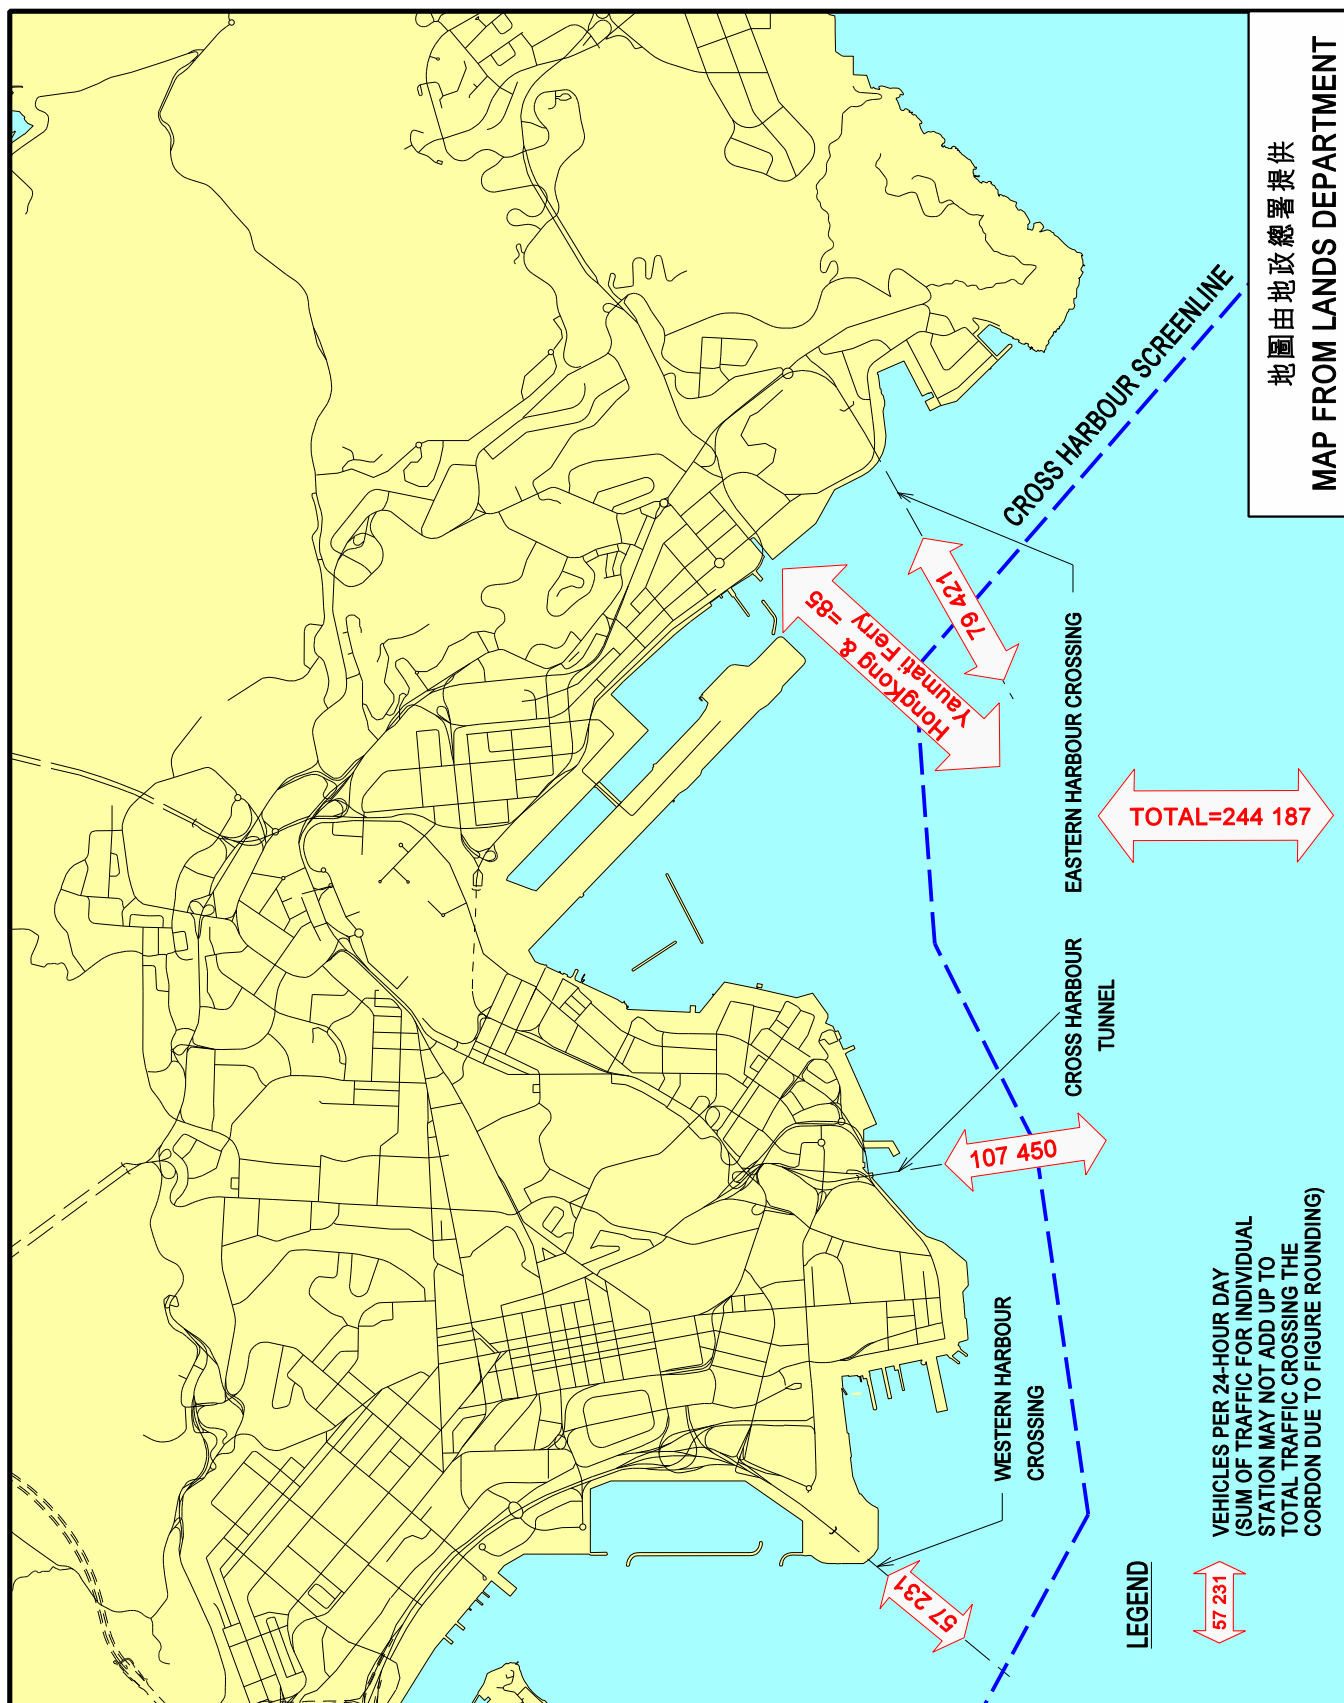 地圖由地政總署提供
MAP FROM LANDS DEPARTMENT
CROSS HARBOUR SCREENLINE
79 421
HongKong &
Yaumati Ferry =85
EASTERN HARBOUR CROSSING
TOTAL=244 187
CROSS HARBOUR
TUNNEL
107 450
WESTERN HARBOUR
CROSSING
57 231
LEGEND
57 231
VEHICLES PER 24-HOUR DAY
(SUM OF TRAFFIC FOR INDIVIDUAL
STATION MAY NOT ADD UP TO
TOTAL TRAFFIC CROSSING THE
CORDON DUE TO FIGURE ROUNDING)